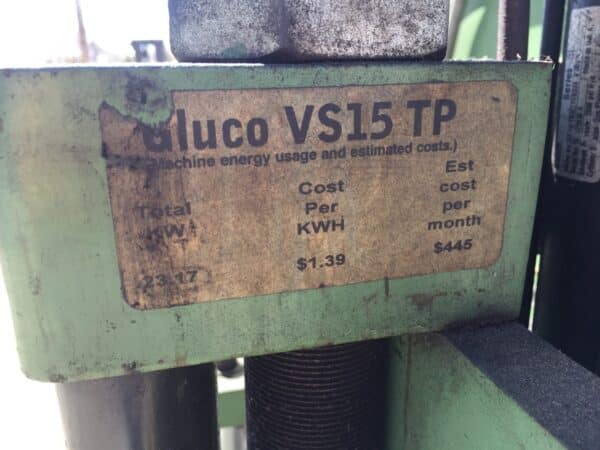 Gluco VS15 TP
(Machine energy usage and estimated costs.)
Total KW
23.17
Cost Per KWH
$1.39
Est cost per month
$445